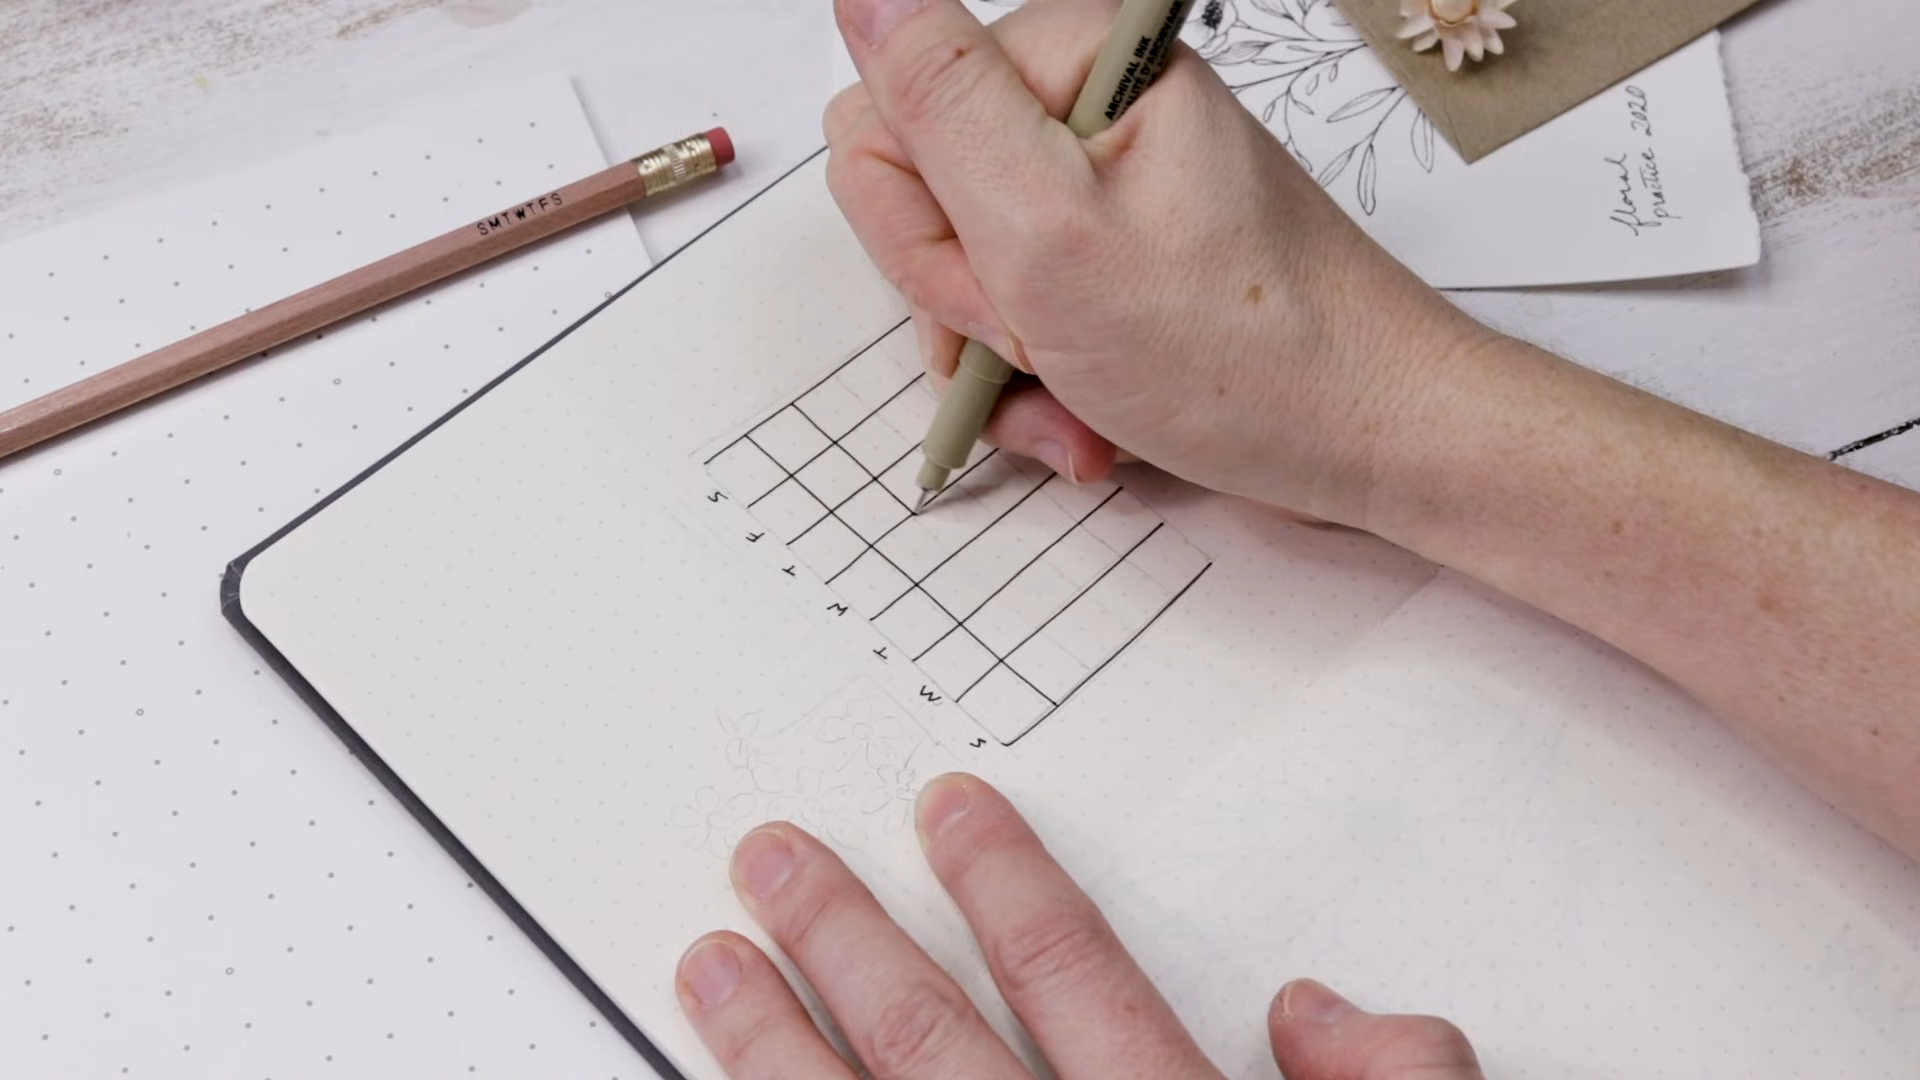 SMTWTFS
ARCHIVAL INK
floral
practice 2020
S M T W T F S